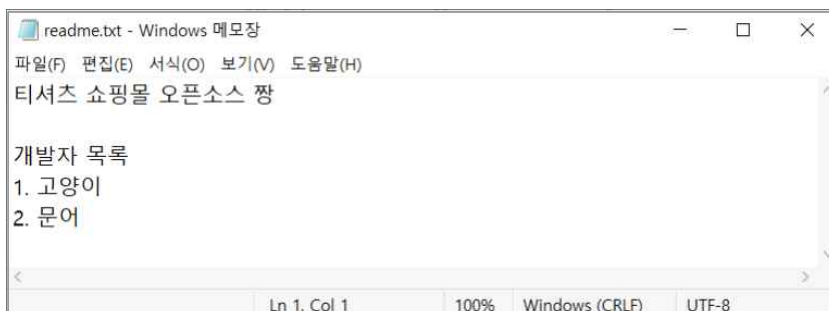 readme.txt - Windows 메모장
파일(F) 편집(E) 서식(O) 보기(V) 도움말(H)
티셔츠 쇼핑몰 오픈소스 짱
개발자 목록
1. 고양이
2. 문어
Ln 1, Col 1 100% Windows (CRLF) UTF-8